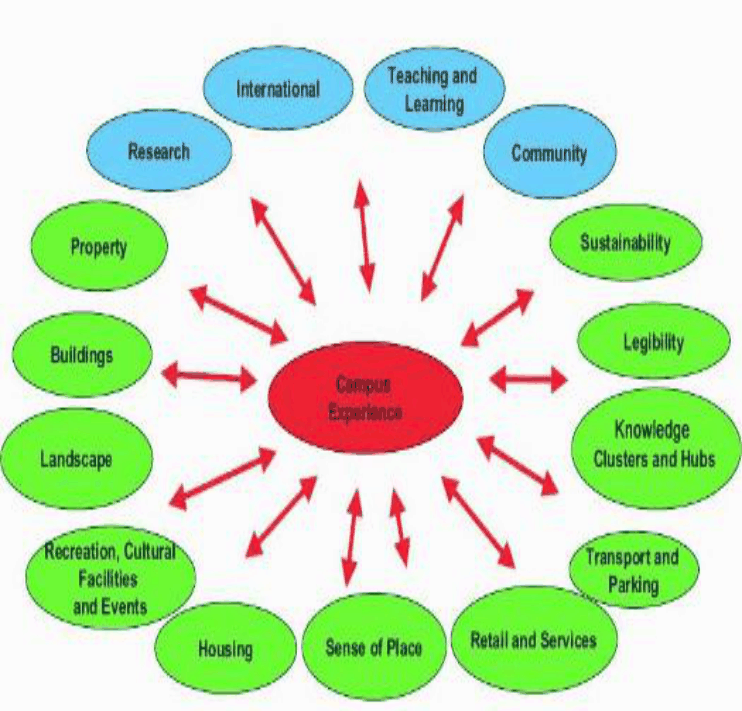 International
Teaching and
Learning
Research
Community
Property
Sustainability
Buildings
Legibility
Campus
Experience
Landscape
Knowledge
Clusters and Hubs
Recreation, Cultural
Facilities
and Events
Transport and
Parking
Housing
Sense of Place
Retail and Services